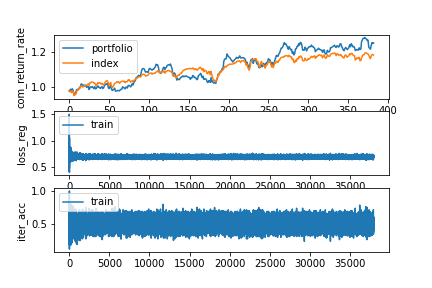 com_return_rate
1.2
1.0
portfolio
index
0 50 100 150 200 250 300 350 400
loss_reg
1.5
1.0
0.5
train
0 5000 10000 15000 20000 25000 30000 35000
iter_acc
1.0
0.5
train
0 5000 10000 15000 20000 25000 30000 35000